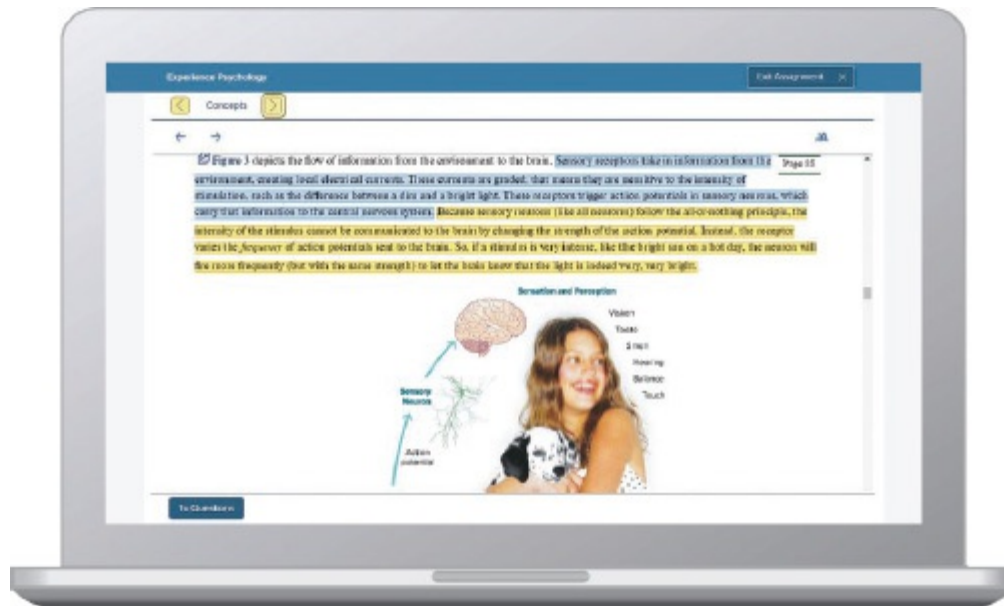 Experience Psychology
Exit Assignment ×
Concepts
Figure 3 depicts the flow of information from the environment to the brain. Sensory receptors take in information from the
Page 85
environment, creating local electrical currents. These currents are graded; that means they are sensitive to the intensity of
stimulation, such as the difference between a dim and a bright light. These receptors trigger action potentials in sensory neurons, which
carry that information to the central nervous system. Because sensory neurons (like all neurons) follow the all-or-nothing principle, the
intensity of the stimulus cannot be communicated to the brain by changing the strength of the action potential. Instead, the receptor
varies the frequency of action potentials sent to the brain. So, if a stimulus is very intense, like the bright sun on a hot day, the neuron will
fire more frequently (but with the same strength) to let the brain know that the light is indeed very, very bright.
Sensation and Perception
Vision
Taste
Smell
Hearing
Balance
Touch
Sensory
Neuron
Action
potential
To Questions